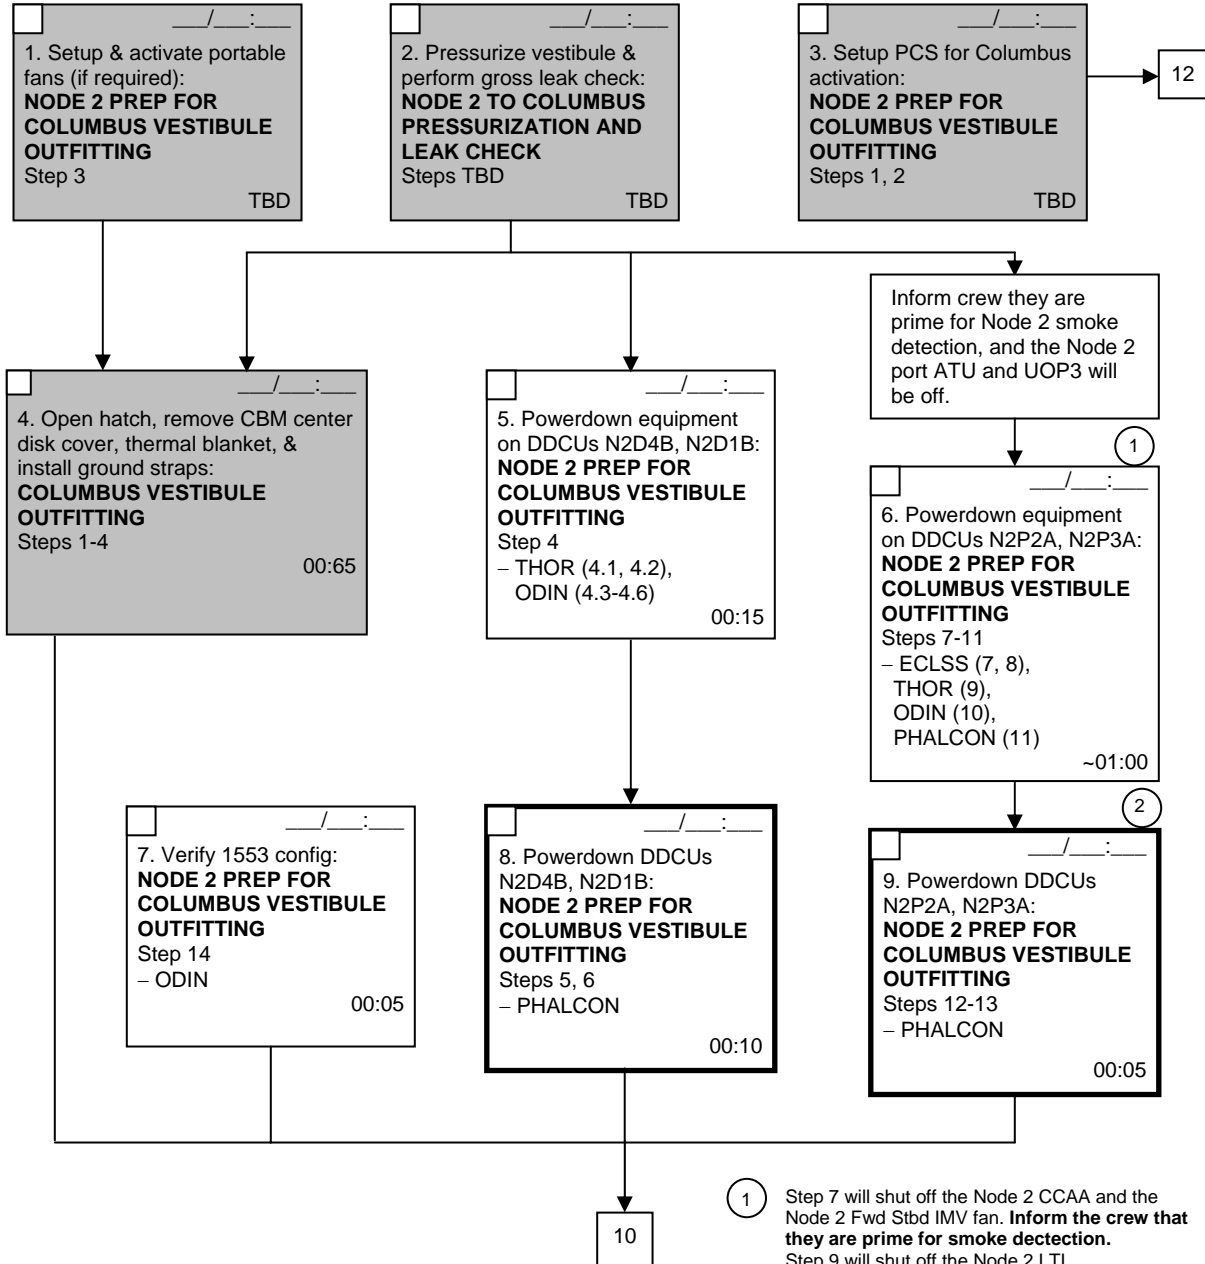 ___/___:___
1. Setup & activate portable
fans (if required):
NODE 2 PREP FOR
COLUMBUS VESTIBULE
OUTFITTING
Step 3
TBD
___/___:___
2. Pressurize vestibule &
perform gross leak check:
NODE 2 TO COLUMBUS
PRESSURIZATION AND
LEAK CHECK
Steps TBD
TBD
___/___:___
3. Setup PCS for Columbus
activation:
NODE 2 PREP FOR
COLUMBUS VESTIBULE
OUTFITTING
Steps 1, 2
TBD
12
Inform crew they are
prime for Node 2 smoke
detection, and the Node 2
port ATU and UOP3 will
be off.
___/___:___
4. Open hatch, remove CBM center
disk cover, thermal blanket, &
install ground straps:
COLUMBUS VESTIBULE
OUTFITTING
Steps 1-4
00:65
___/___:___
5. Powerdown equipment
on DDCUs N2D4B, N2D1B:
NODE 2 PREP FOR
COLUMBUS VESTIBULE
OUTFITTING
Step 4
– THOR (4.1, 4.2),
ODIN (4.3-4.6)
00:15
1
___/___:___
6. Powerdown equipment
on DDCUs N2P2A, N2P3A:
NODE 2 PREP FOR
COLUMBUS VESTIBULE
OUTFITTING
Steps 7-11
– ECLSS (7, 8),
THOR (9),
ODIN (10),
PHALCON (11)
~01:00
___/___:___
7. Verify 1553 config:
NODE 2 PREP FOR
COLUMBUS VESTIBULE
OUTFITTING
Step 14
– ODIN
00:05
___/___:___
8. Powerdown DDCUs
N2D4B, N2D1B:
NODE 2 PREP FOR
COLUMBUS VESTIBULE
OUTFITTING
Steps 5, 6
– PHALCON
00:10
2
___/___:___
9. Powerdown DDCUs
N2P2A, N2P3A:
NODE 2 PREP FOR
COLUMBUS VESTIBULE
OUTFITTING
Steps 12-13
– PHALCON
00:05
10
1
Step 7 will shut off the Node 2 CCAA and the
Node 2 Fwd Stbd IMV fan. Inform the crew that
they are prime for smoke dectection.
Step 9 will shut off the Node 2 LTL